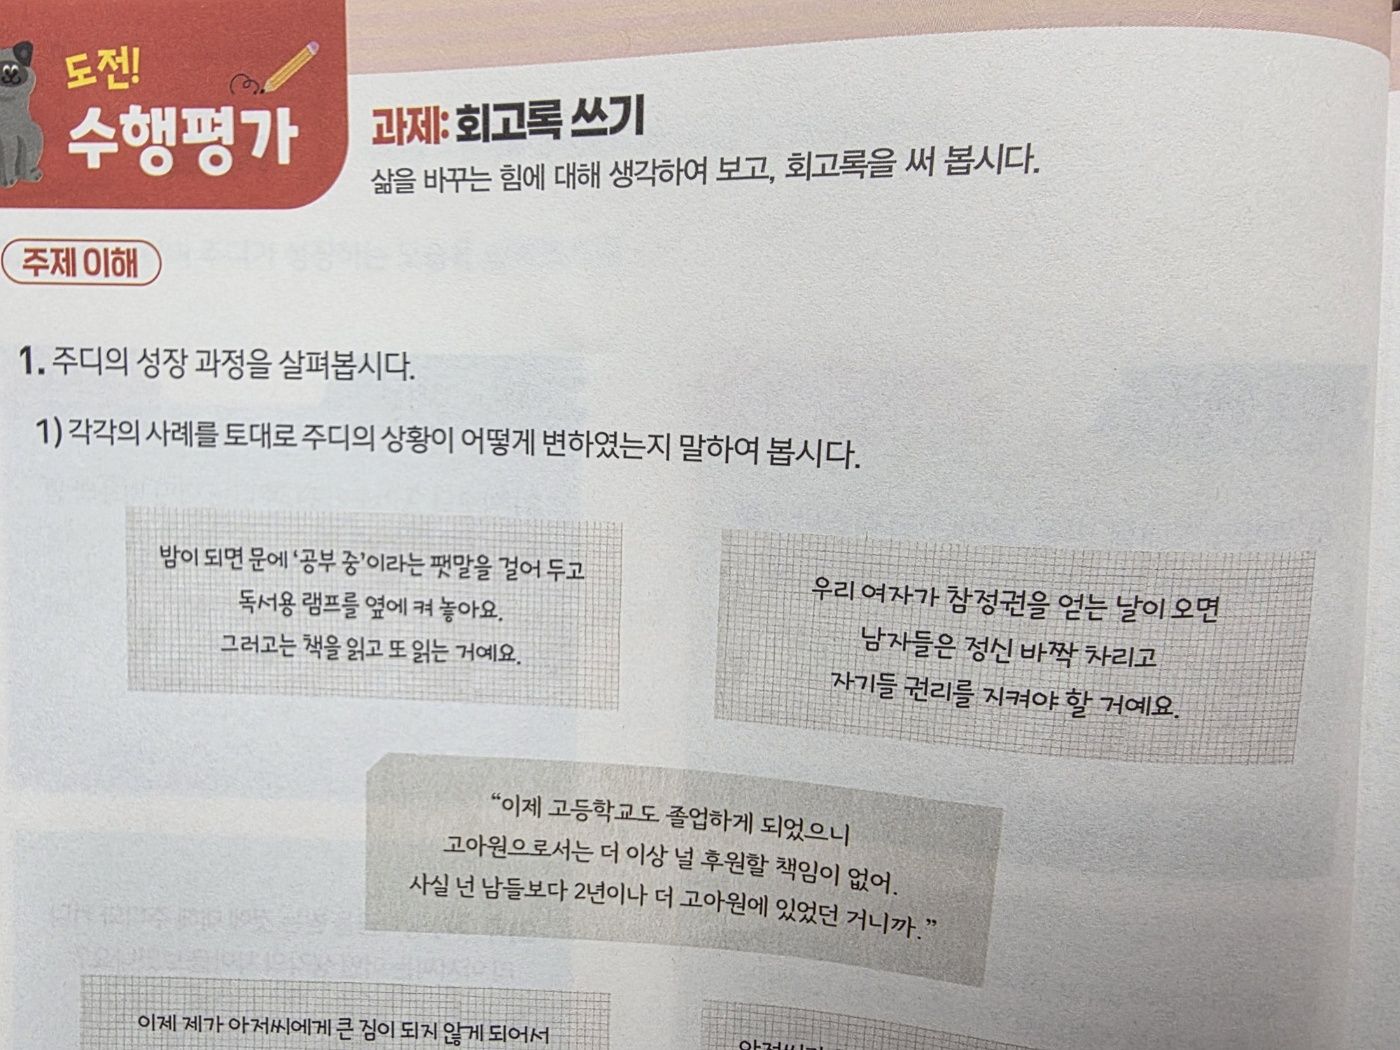 도전!
수행평가
과제: 회고록 쓰기
삶을 바꾸는 힘에 대해 생각하여 보고, 회고록을 써 봅시다.
주제 이해
1. 주디의 성장 과정을 살펴봅시다.
1) 각각의 사례를 토대로 주디의 상황이 어떻게 변하였는지 말하여 봅시다.
밤이 되면 문에 ‘공부 중’이라는 팻말을 걸어 두고
독서용 램프를 옆에 켜 놓아요.
그러고는 책을 읽고 또 읽는 거예요.
우리 여자가 참정권을 얻는 날이 오면
남자들은 정신 바짝 차리고
자기들 권리를 지켜야 할 거예요.
“이제 고등학교도 졸업하게 되었으니
고아원으로서는 더 이상 널 후원할 책임이 없어.
사실 넌 남들보다 2년이나 더 고아원에 있었던 거니까.”
이제 제가 아저씨에게 큰 짐이 되지 않게 되어서